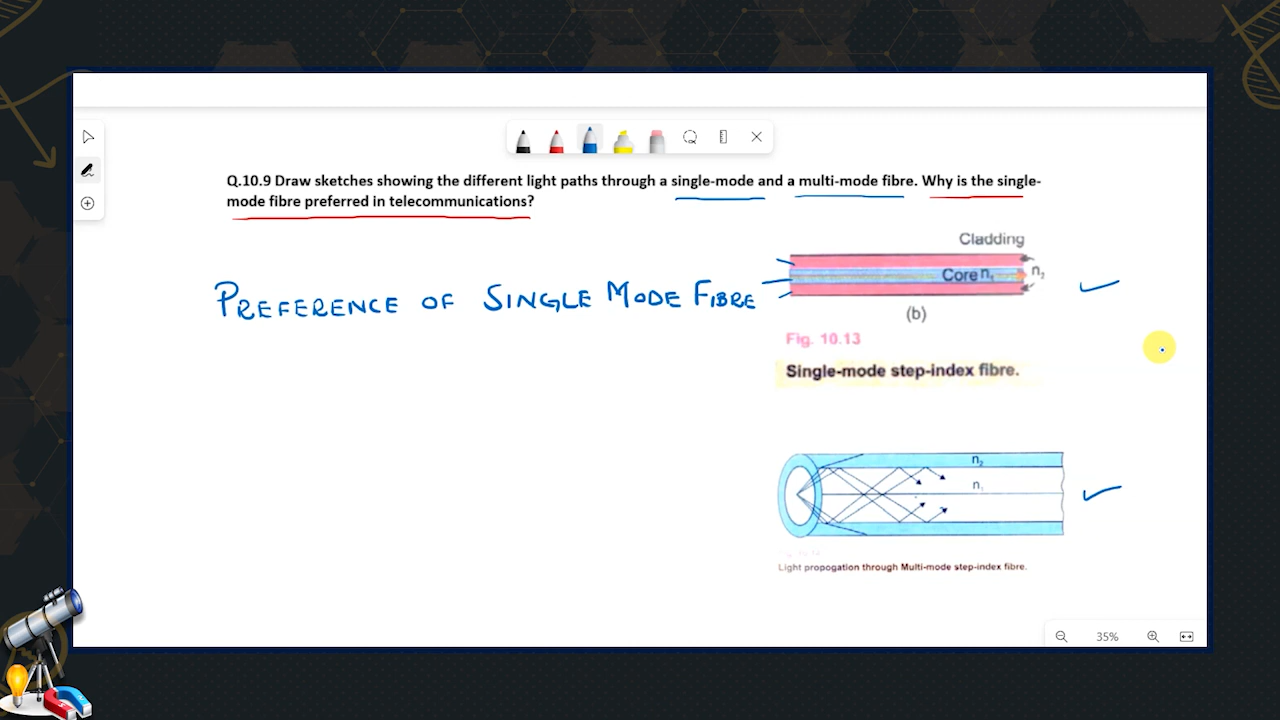 Q.10.9 Draw sketches showing the different light paths through a single-mode and a multi-mode fibre. Why is the single-
mode fibre preferred in telecommunications?
PREFERENCE OF SINGLE MODE FIBRE
Cladding
Core n₁
n₂
(b)
Fig. 10.13
Single-mode step-index fibre.
n₂
n₁
Light propogation through Multi-mode step-index fibre.
35%